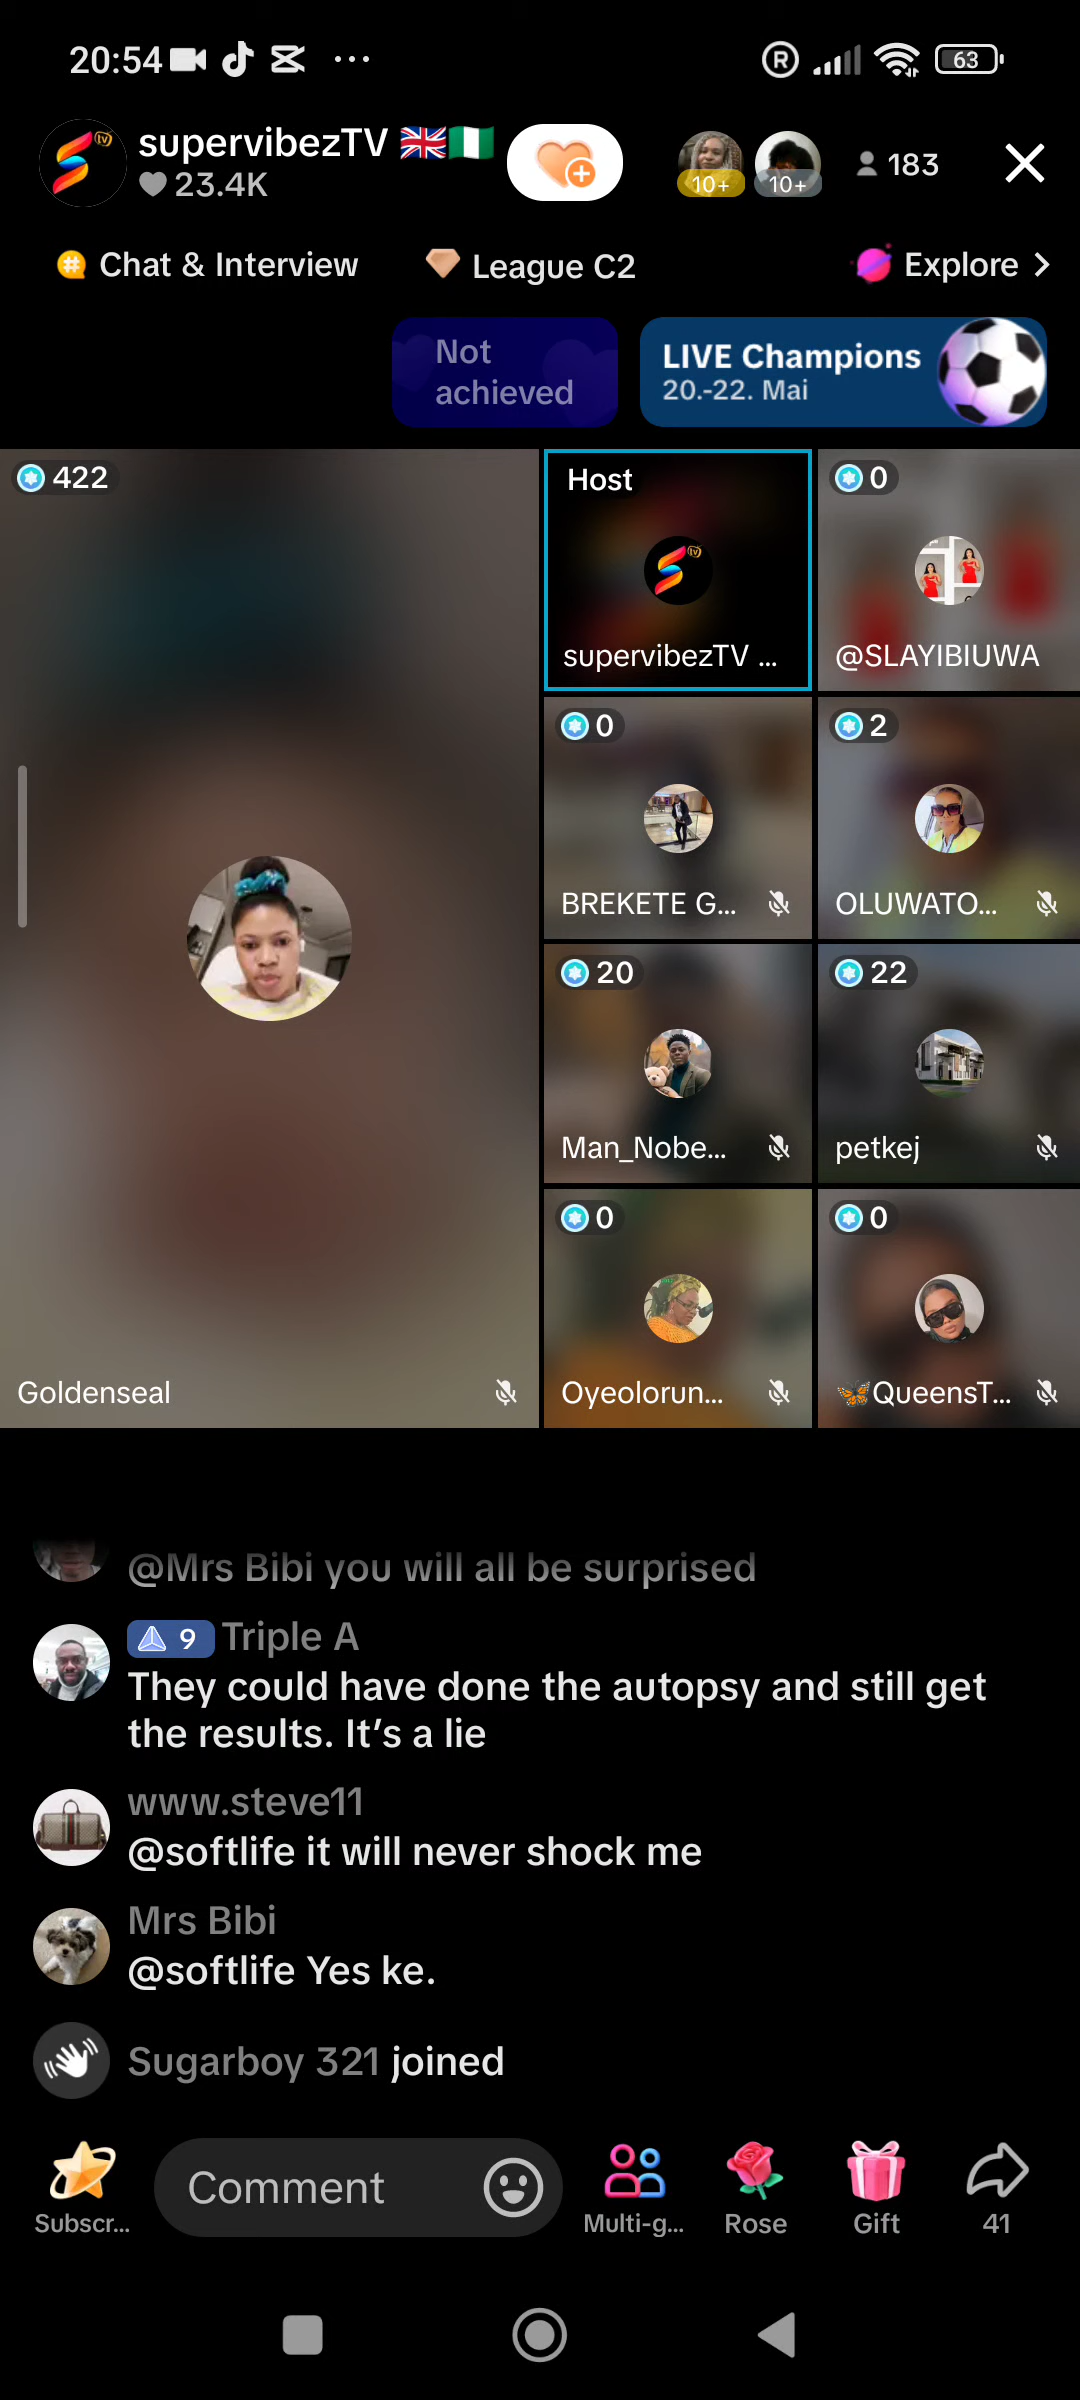 20:54
R
63
supervibezTV 🇬🇧🇳🇬
23.4K
10+
10+
183
Chat & Interview
League C2
Explore
Not
achieved
LIVE Champions
20.-22. Mai
422
Host
supervibezTV ...
0
@SLAYIBIUWA
0
BREKETE G...
2
OLUWATO...
20
Man_Nobe...
22
petkej
Goldenseal
0
Oyeolorun...
0
🦋QueensT...
@Mrs Bibi you will all be surprised
9 Triple A
They could have done the autopsy and still get
the results. It’s a lie
www.steve11
@softlife it will never shock me
Mrs Bibi
@softlife Yes ke.
Sugarboy 321 joined
Subscr...
Comment
Multi-g...
Rose
Gift
41